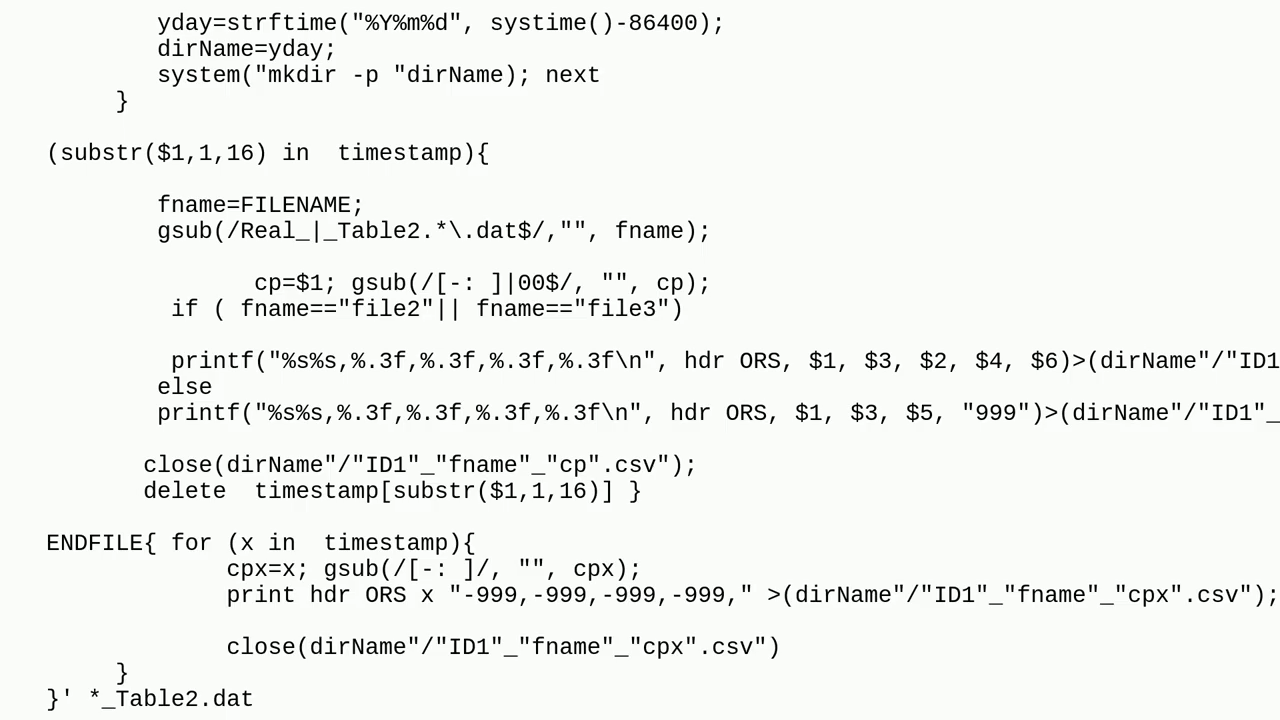 yday=strftime("%Y%m%d", systime()-86400);
dirName=yday;
system("mkdir -p "dirName); next
}
(substr($1,1,16) in  timestamp){
fname=FILENAME;
gsub(/Real_|_Table2.*\.dat$/,"", fname);
cp=$1; gsub(/[-: ]|00$/, "", cp);
if ( fname=="file2"|| fname=="file3")
printf("%s%s,%.3f,%.3f,%.3f,%.3f\n", hdr ORS, $1, $3, $2, $4, $6)>(dirName"/"ID1
else
printf("%s%s,%.3f,%.3f,%.3f,%.3f\n", hdr ORS, $1, $3, $5, "999")>(dirName"/"ID1"_
close(dirName"/"ID1"_"fname"_"cp".csv");
delete  timestamp[substr($1,1,16)] }
ENDFILE{ for (x in  timestamp){
cpx=x; gsub(/[-: ]/, "", cpx);
print hdr ORS x "-999,-999,-999,-999," >(dirName"/"ID1"_"fname"_"cpx".csv");
close(dirName"/"ID1"_"fname"_"cpx".csv")
}
}' *_Table2.dat